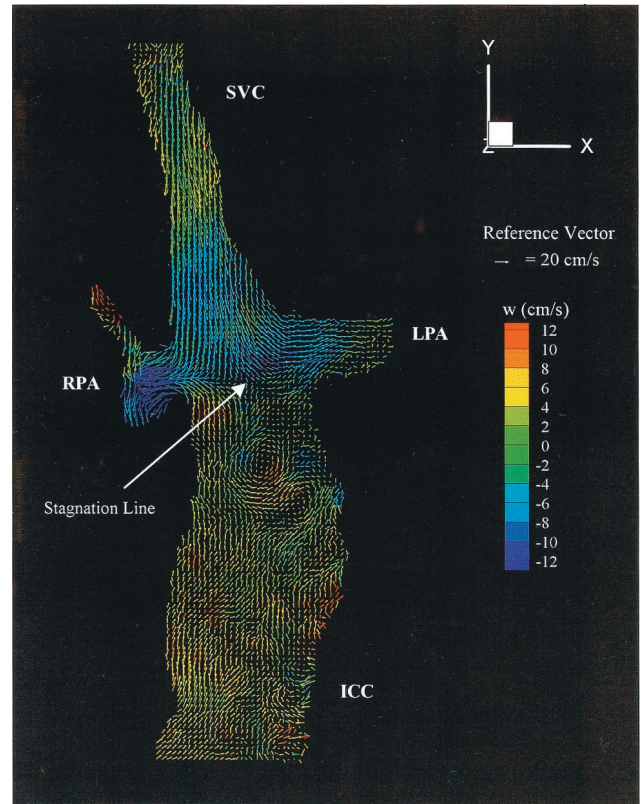 SVC
Y
Z
X
Reference Vector
→ = 20 cm/s
w (cm/s)
12
10
8
6
4
2
0
-2
-4
-6
-8
-10
-12
LPA
RPA
Stagnation Line
ICC